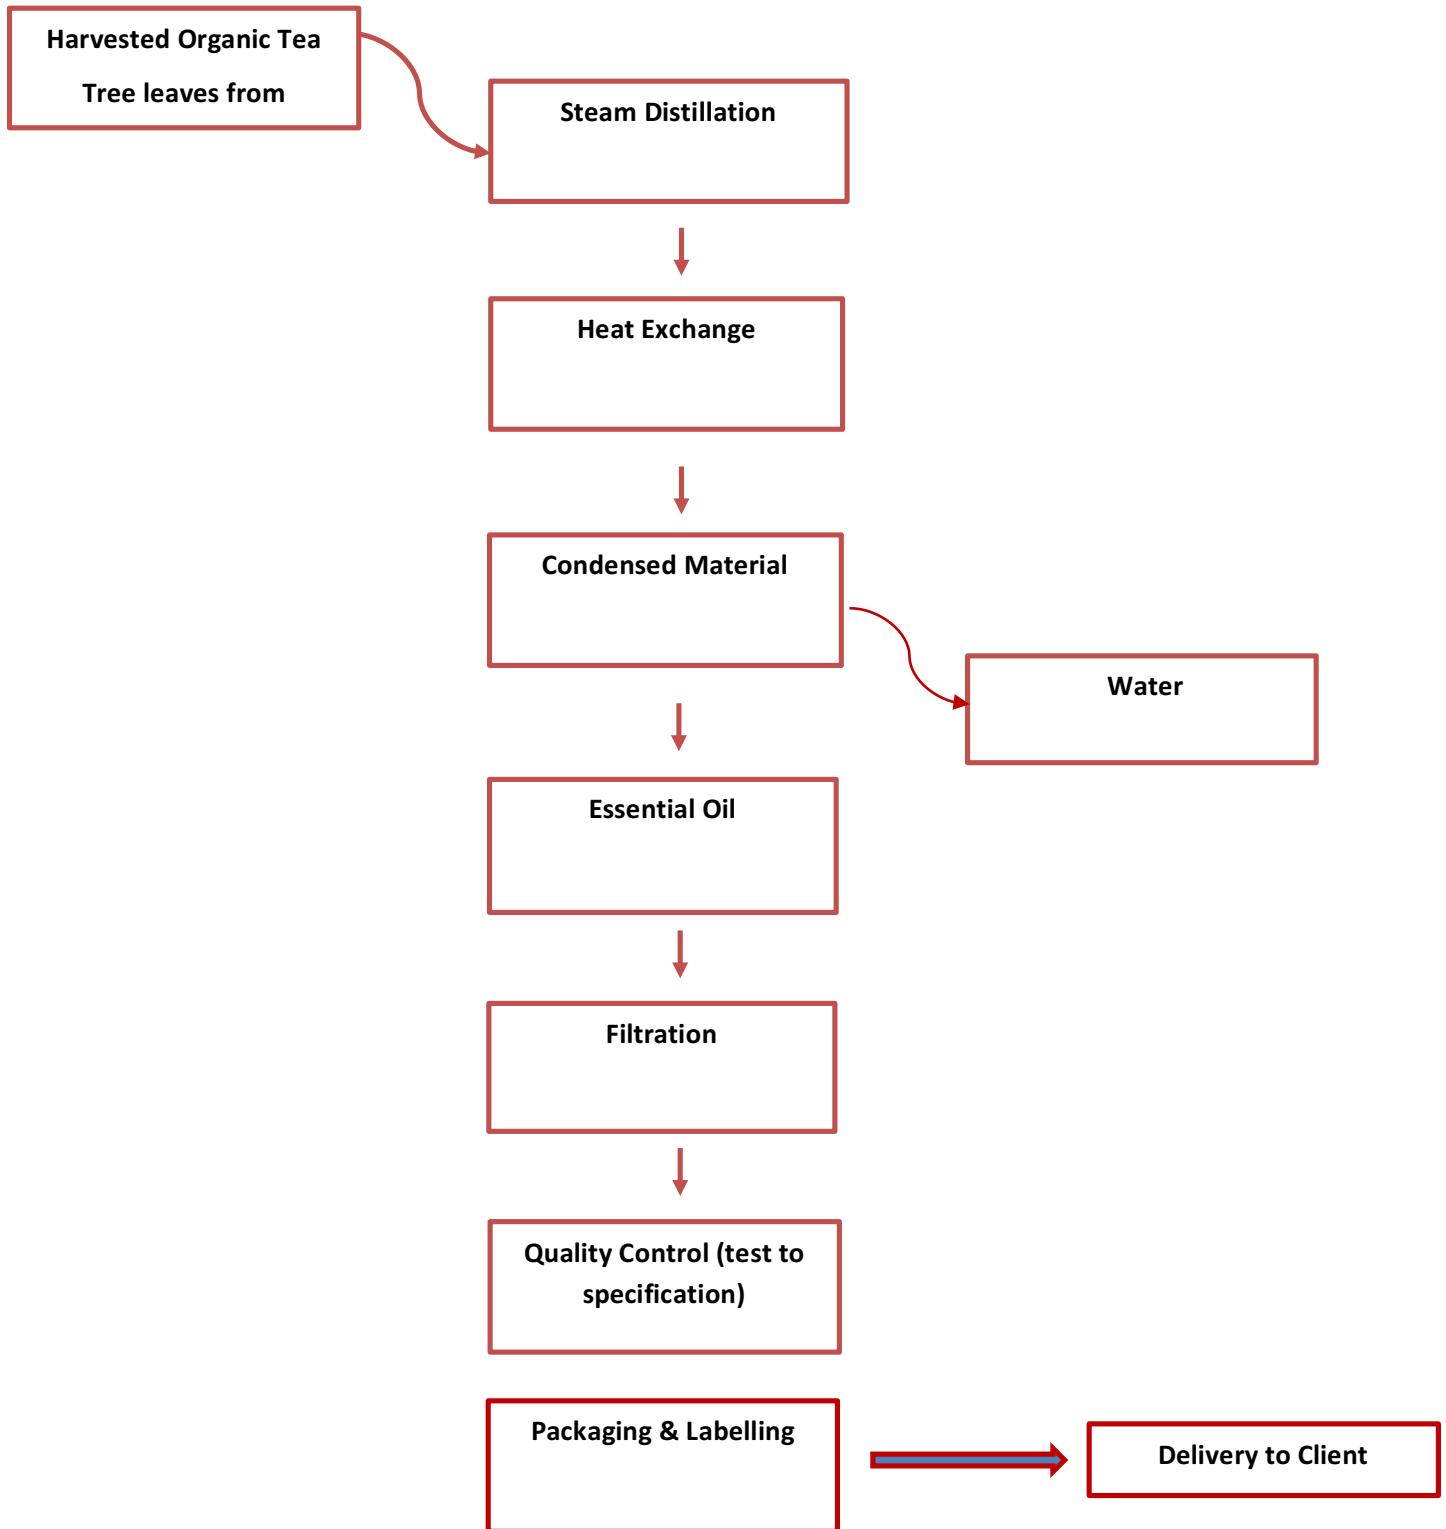 Harvested Organic Tea
Tree leaves from
Steam Distillation
Heat Exchange
Condensed Material
Water
Essential Oil
Filtration
Quality Control (test to
specification)
Packaging & Labelling
Delivery to Client